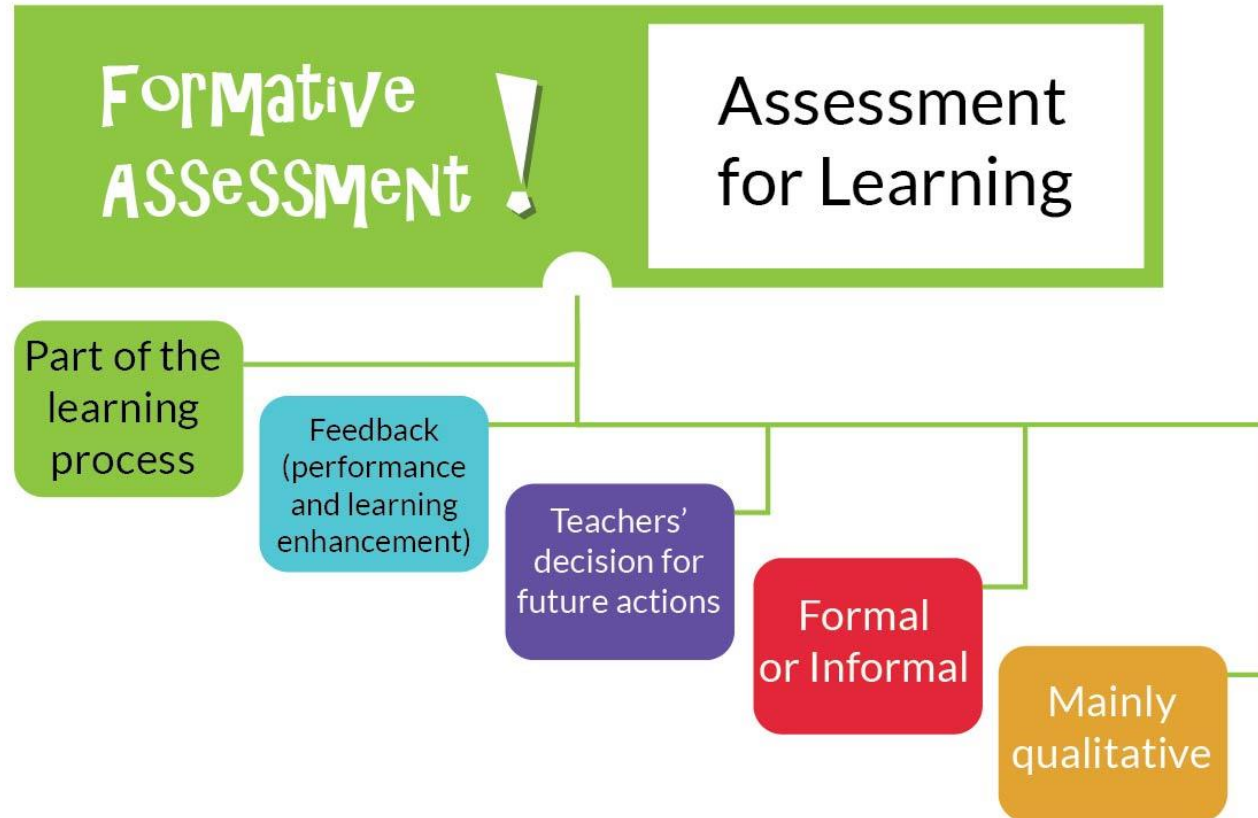 Formative
Assessment!
Assessment
for Learning
Part of the
learning
process
Feedback
(performance
and learning
enhancement)
Teachers’
decision for
future actions
Formal
or Informal
Mainly
qualitative